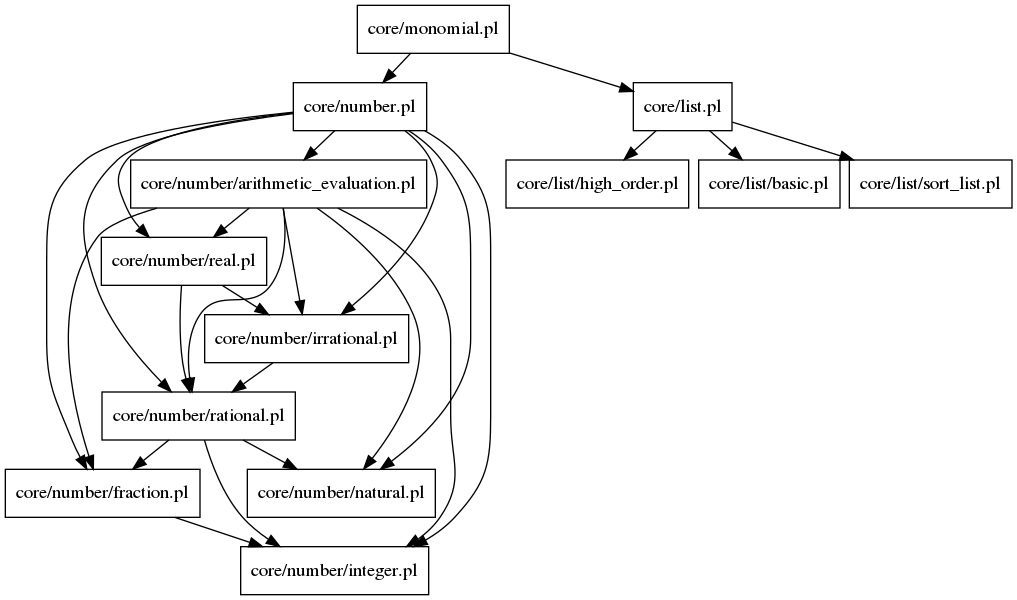 core/monomial.pl
core/number.pl
core/list.pl
core/number/arithmetic_evaluation.pl
core/list/high_order.pl
core/list/basic.pl
core/list/sort_list.pl
core/number/real.pl
core/number/irrational.pl
core/number/rational.pl
core/number/fraction.pl
core/number/natural.pl
core/number/integer.pl